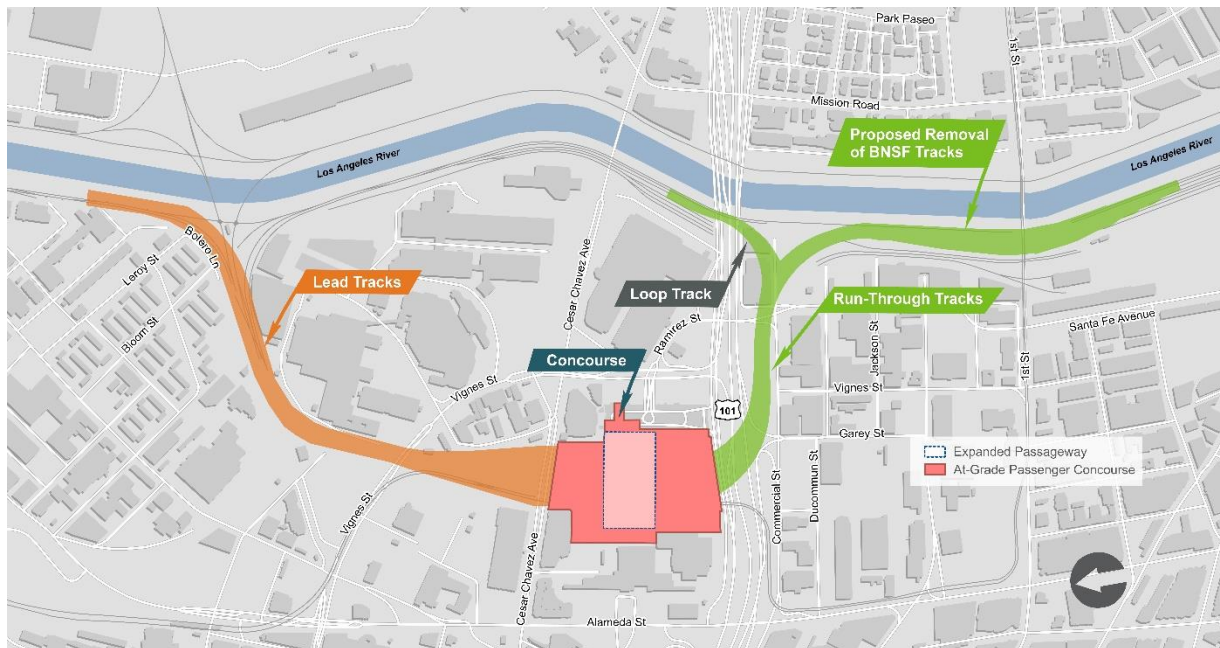 Park Paseo
1st St
Mission Road
Proposed Removal
of BNSF Tracks
Los Angeles River
Los Angeles River
Bolero Ln
Leroy St
Bloom St
Lead Tracks
Cesar Chavez Ave
Loop Track
Ramirez St
Run-Through Tracks
Jackson St
Santa Fe Avenue
1st St
Concourse
Vignes St
Vignes St
101
Garey St
Expanded Passageway
At-Grade Passenger Concourse
Vignes St
Commercial St
Ducommun St
Cesar Chavez Ave
Alameda St